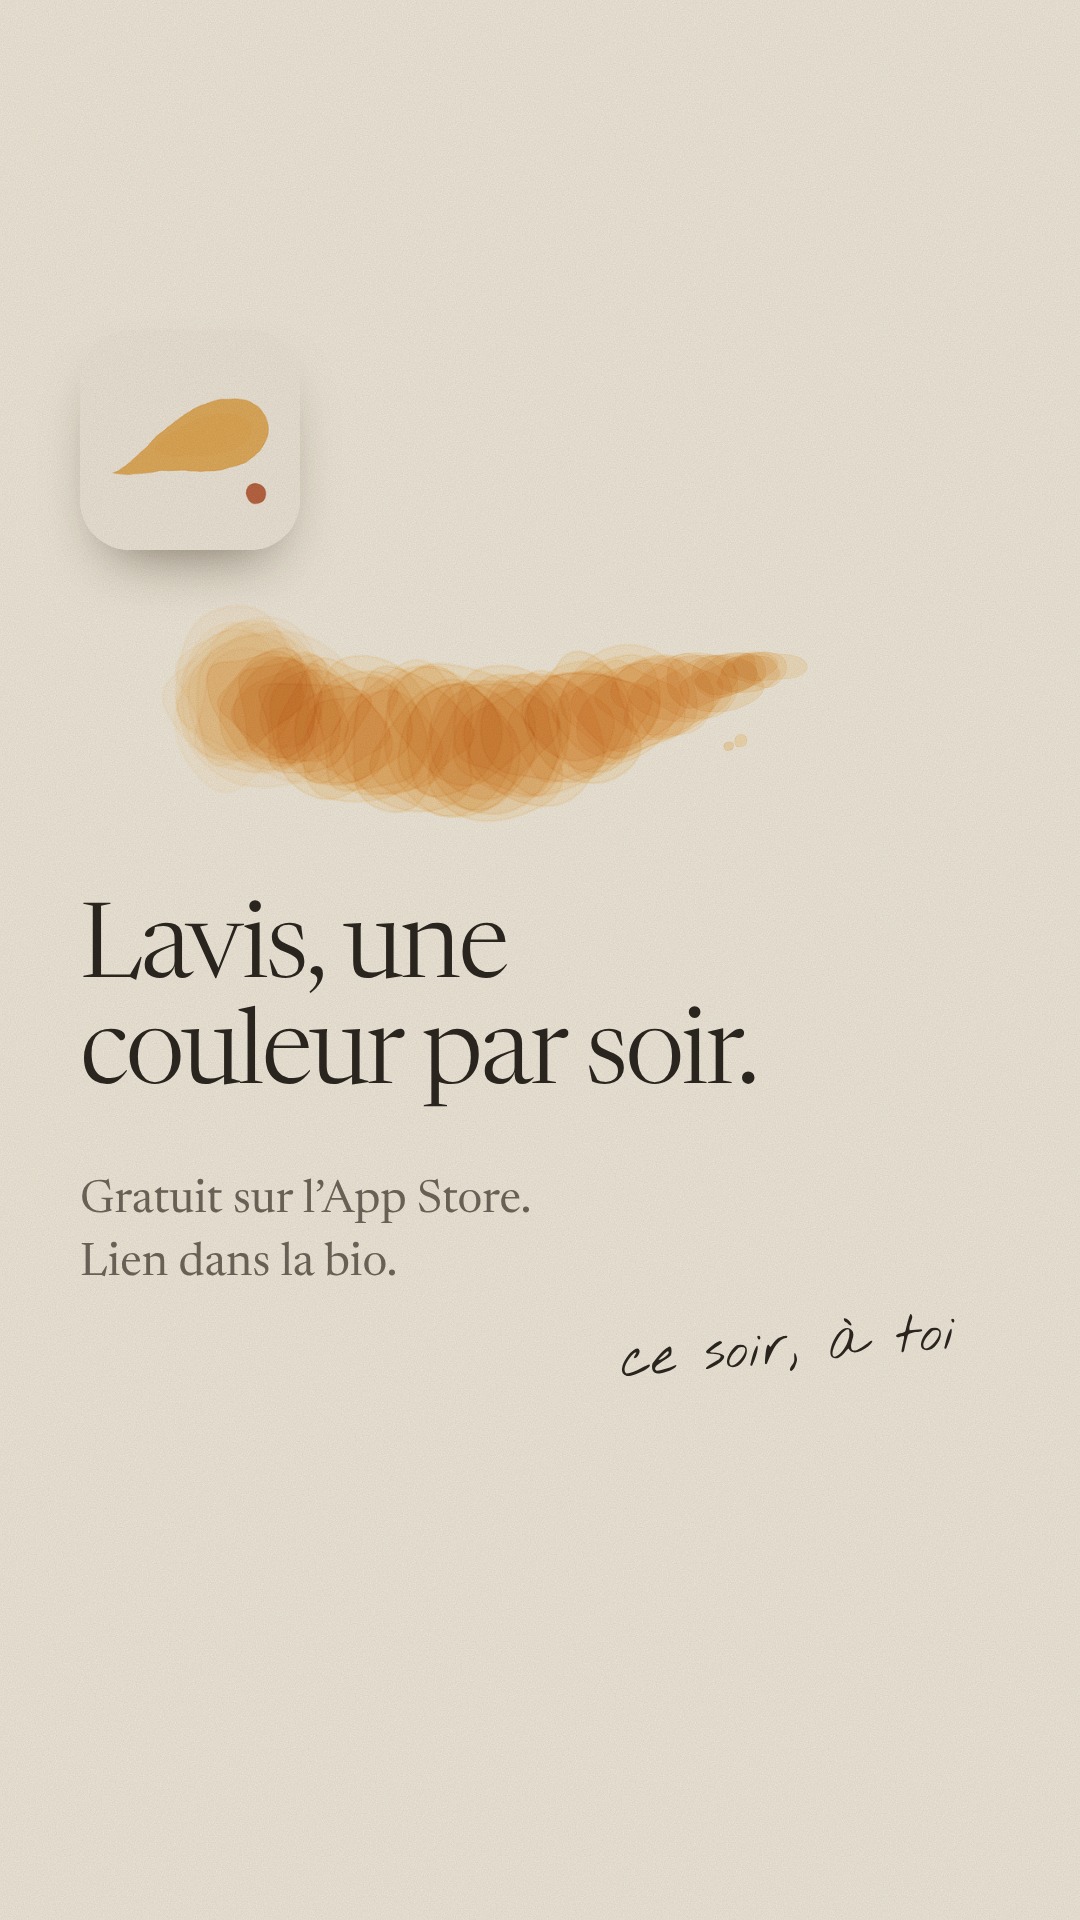 Lavis, une
couleur par soir.
Gratuit sur l’App Store.
Lien dans la bio.
ce soir, à toi